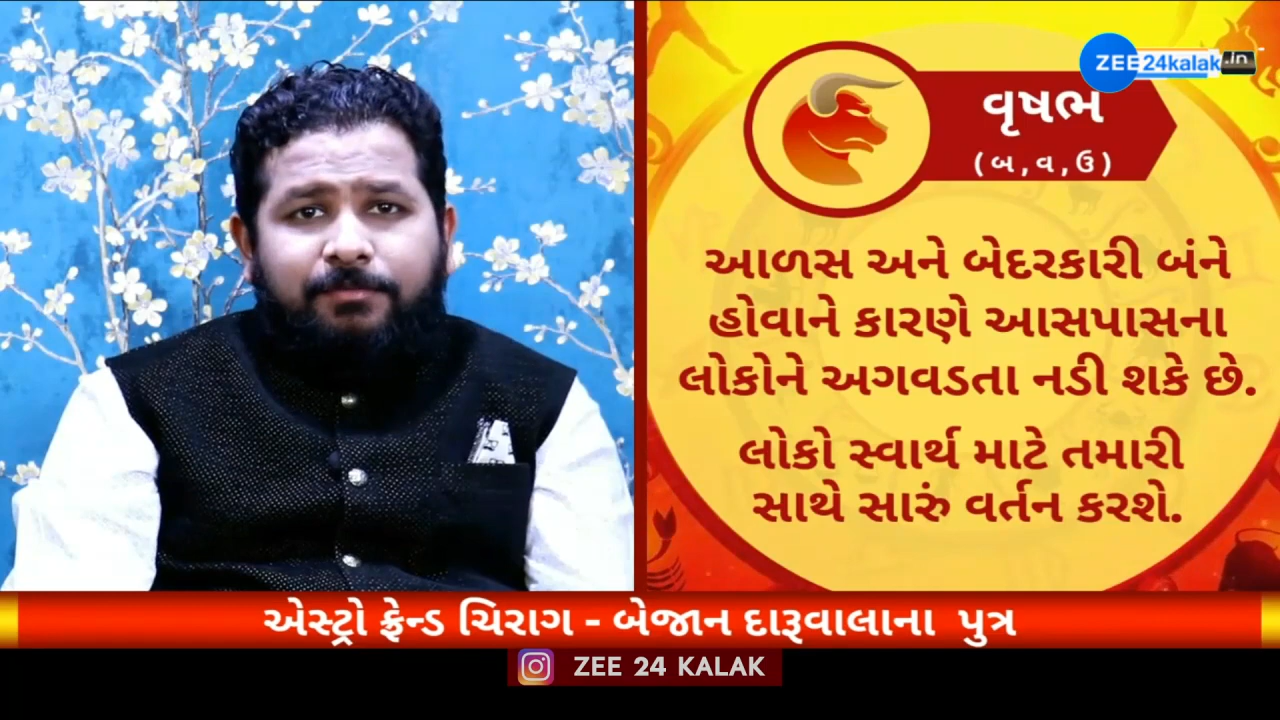 ZEE24kalak.in
વૃષભ
(બ,વ,ઉ)
આળસ અને બેદરકારી બંને
હોવાને કારણે આસપાસના
લોકોને અગવડતા નડી શકે છે.
લોકો સ્વાર્થ માટે તમારી
સાથે સારું વર્તન કરશે.
એસ્ટ્રો ફ્રેન્ડ ચિરાગ - બેજાન દારૂવાલાના પુત્ર
ZEE 24 KALAK